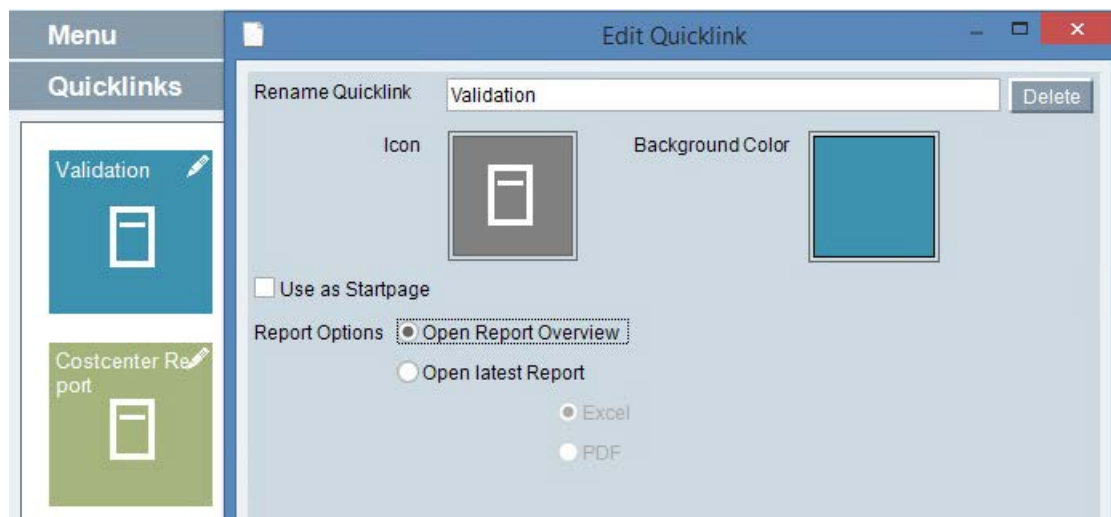 Menu
Edit Quicklink
Quicklinks
Rename Quicklink Validation Delete
Icon Background Color
Validation
Use as Startpage
Report Options Open Report Overview
Open latest Report
Costcenter Re
port
Excel
PDF